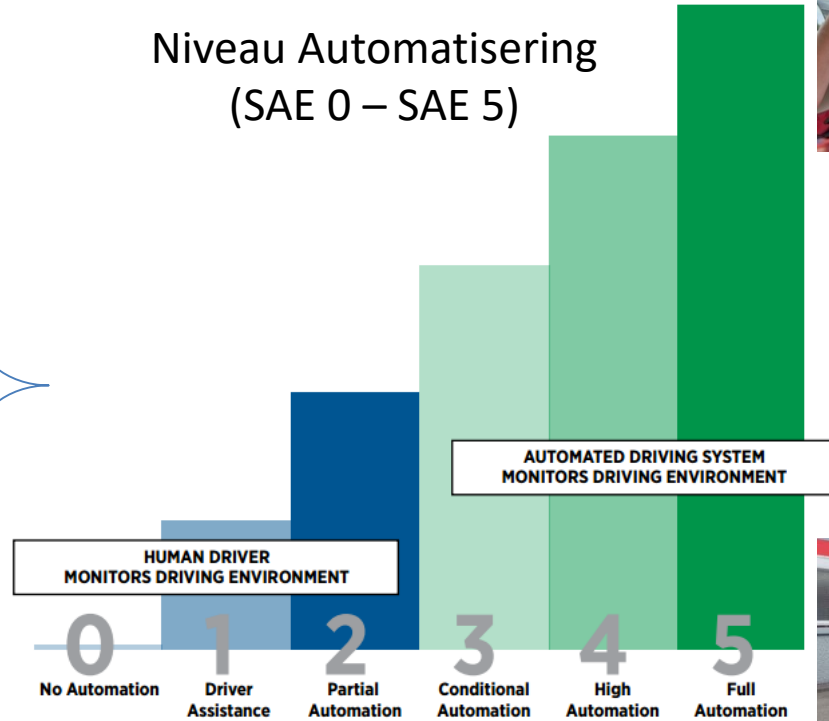 Niveau Automatisering
(SAE 0 – SAE 5)
AUTOMATED DRIVING SYSTEM
MONITORS DRIVING ENVIRONMENT
HUMAN DRIVER
MONITORS DRIVING ENVIRONMENT
0 1 2 3 4 5
No Automation Driver Partial Conditional High Full
Assistance Automation Automation Automation Automation